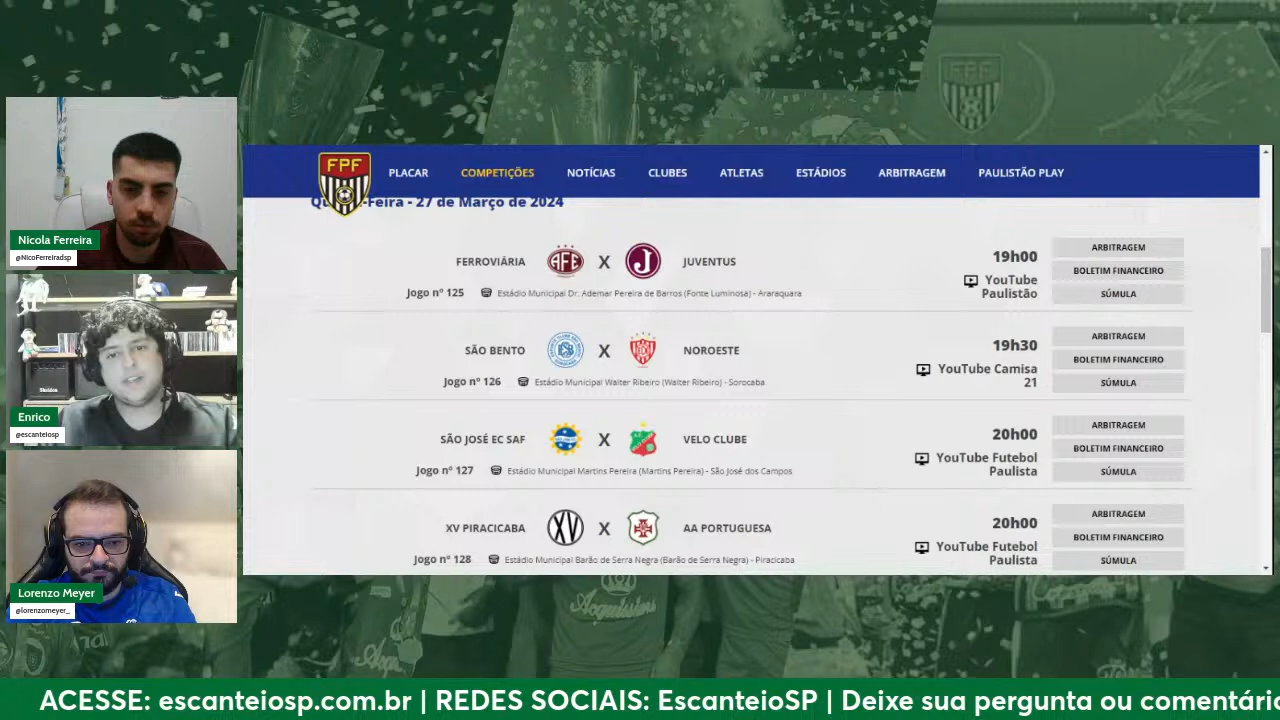 FPF
Nicola Ferreira
@NicoFerreiradsp
Enrico
@escanteiosp
Lorenzo Meyer
@lorenzomeyer_
FPF
PLACAR COMPETIÇÕES NOTÍCIAS CLUBES ATLETAS ESTÁDIOS ARBITRAGEM PAULISTÃO PLAY
-Feira - 27 de Março de 2024
FERROVIÁRIA AFE X J JUVENTUS
Jogo nº 125 Estádio Municipal Dr. Ademar Pereira de Barros (Fonte Luminosa) - Araraquara
19h00
YouTube
Paulistão
ARBITRAGEM
BOLETIM FINANCEIRO
SÚMULA
SÃO BENTO X NOROESTE
Jogo nº 126 Estádio Municipal Walter Ribeiro (Walter Ribeiro) - Sorocaba
19h30
YouTube Camisa
21
ARBITRAGEM
BOLETIM FINANCEIRO
SÚMULA
SÃO JOSÉ EC SAF X VELO CLUBE
Jogo nº 127 Estádio Municipal Martins Pereira (Martins Pereira) - São José dos Campos
20h00
YouTube Futebol
Paulista
ARBITRAGEM
BOLETIM FINANCEIRO
SÚMULA
XV PIRACICABA XV X AA PORTUGUESA
Jogo nº 128 Estádio Municipal Barão de Serra Negra (Barão de Serra Negra) - Piracicaba
20h00
YouTube Futebol
Paulista
ARBITRAGEM
BOLETIM FINANCEIRO
SÚMULA
ACESSE: escanteiosp.com.br | REDES SOCIAIS: EscanteioSP | Deixe sua pergunta ou comentári